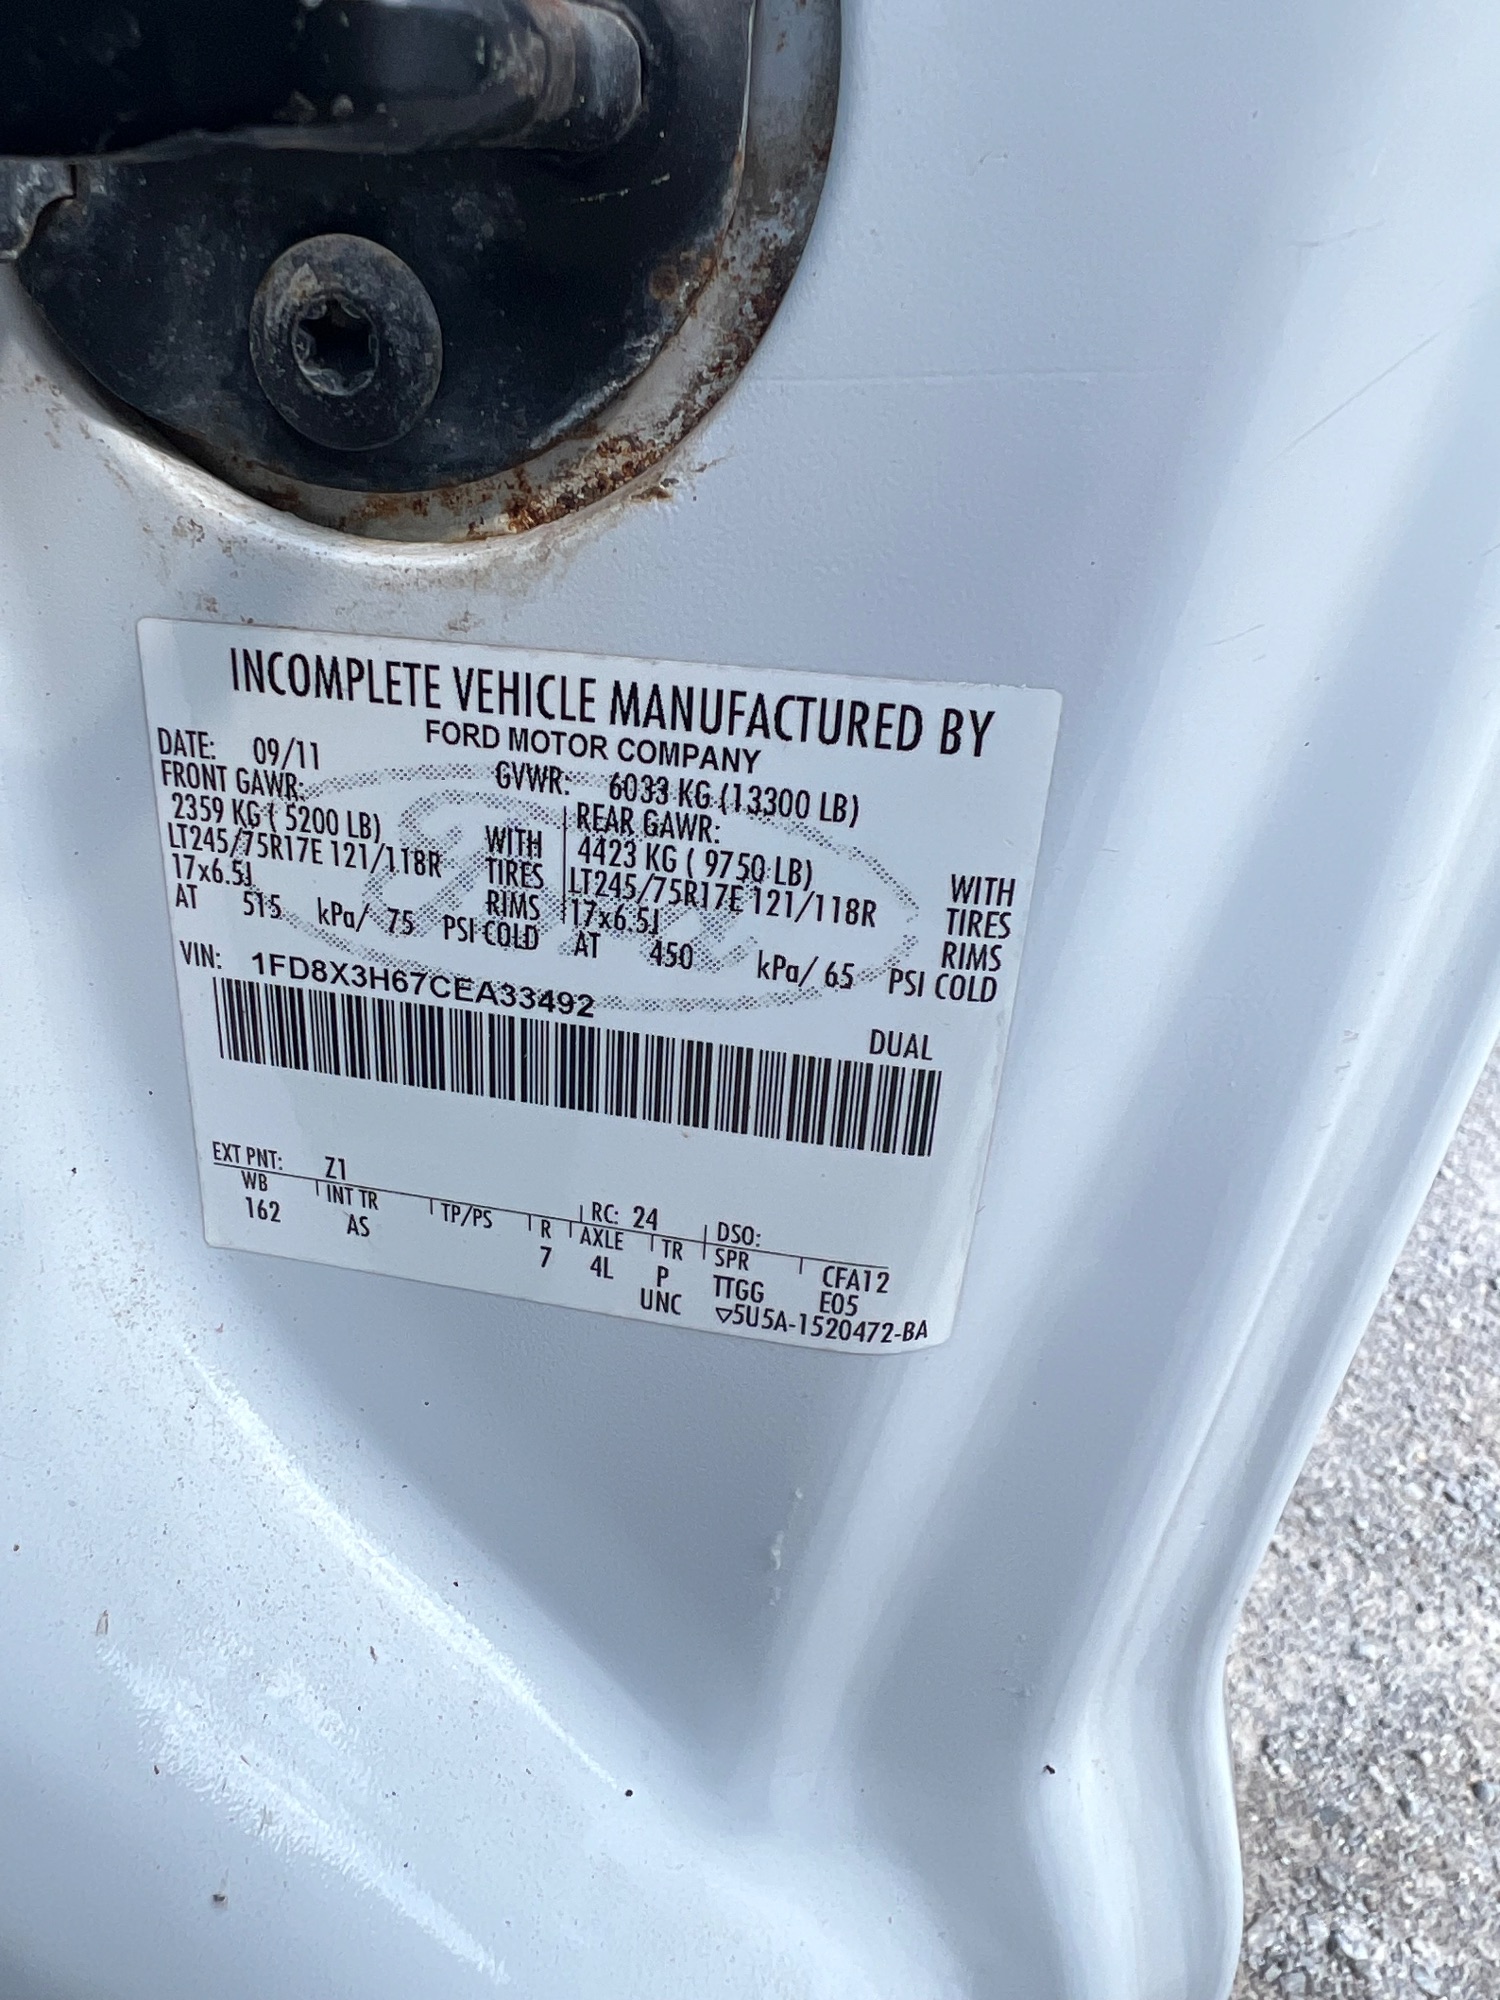 INCOMPLETE VEHICLE MANUFACTURED BY
FORD MOTOR COMPANY
DATE: 09/11 GVWR: 6033 KG (13300 LB)
FRONT GAWR: REAR GAWR:
2359 KG ( 5200 LB) WITH 4423 KG ( 9750 LB) WITH
LT245/75R17E 121/118R TIRES LT245/75R17E 121/118R TIRES
17x6.5J RIMS 17x6.5J RIMS
AT 515 kPa/ 75 PSI COLD AT 450 kPa/ 65 PSI COLD
VIN: 1FD8X3H67CEA33492
DUAL
EXT PNT: Z1 RC: 24 DSO:
WB INT TR TP/PS R AXLE TR SPR CFA12
162 AS 7 4L P TTGG E05
UNC ▽5U5A-1520472-BA